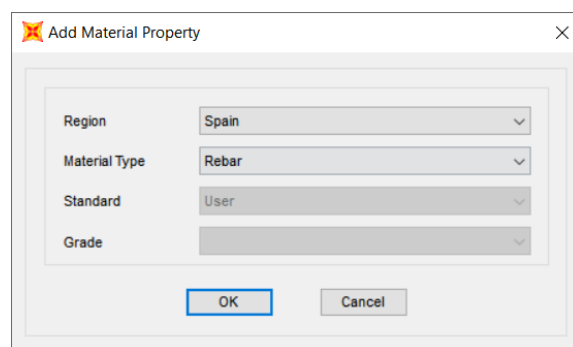 Add Material Property
Region Spain
Material Type Rebar
Standard User
Grade
OK Cancel